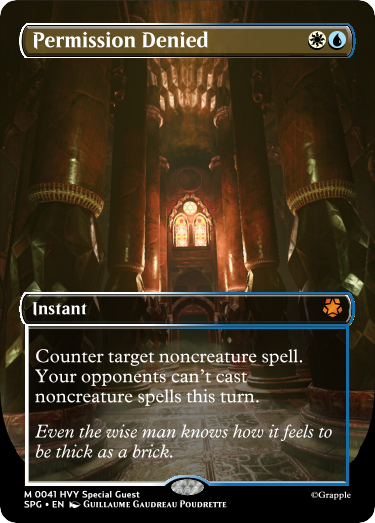 Permission Denied
Instant
Counter target noncreature spell.
Your opponents can't cast
noncreature spells this turn.
Even the wise man knows how it feels to
be thick as a brick.
M 0041 HVY Special Guest
SPG • EN Guillaume Gaudreau Poudrette
©Grapple